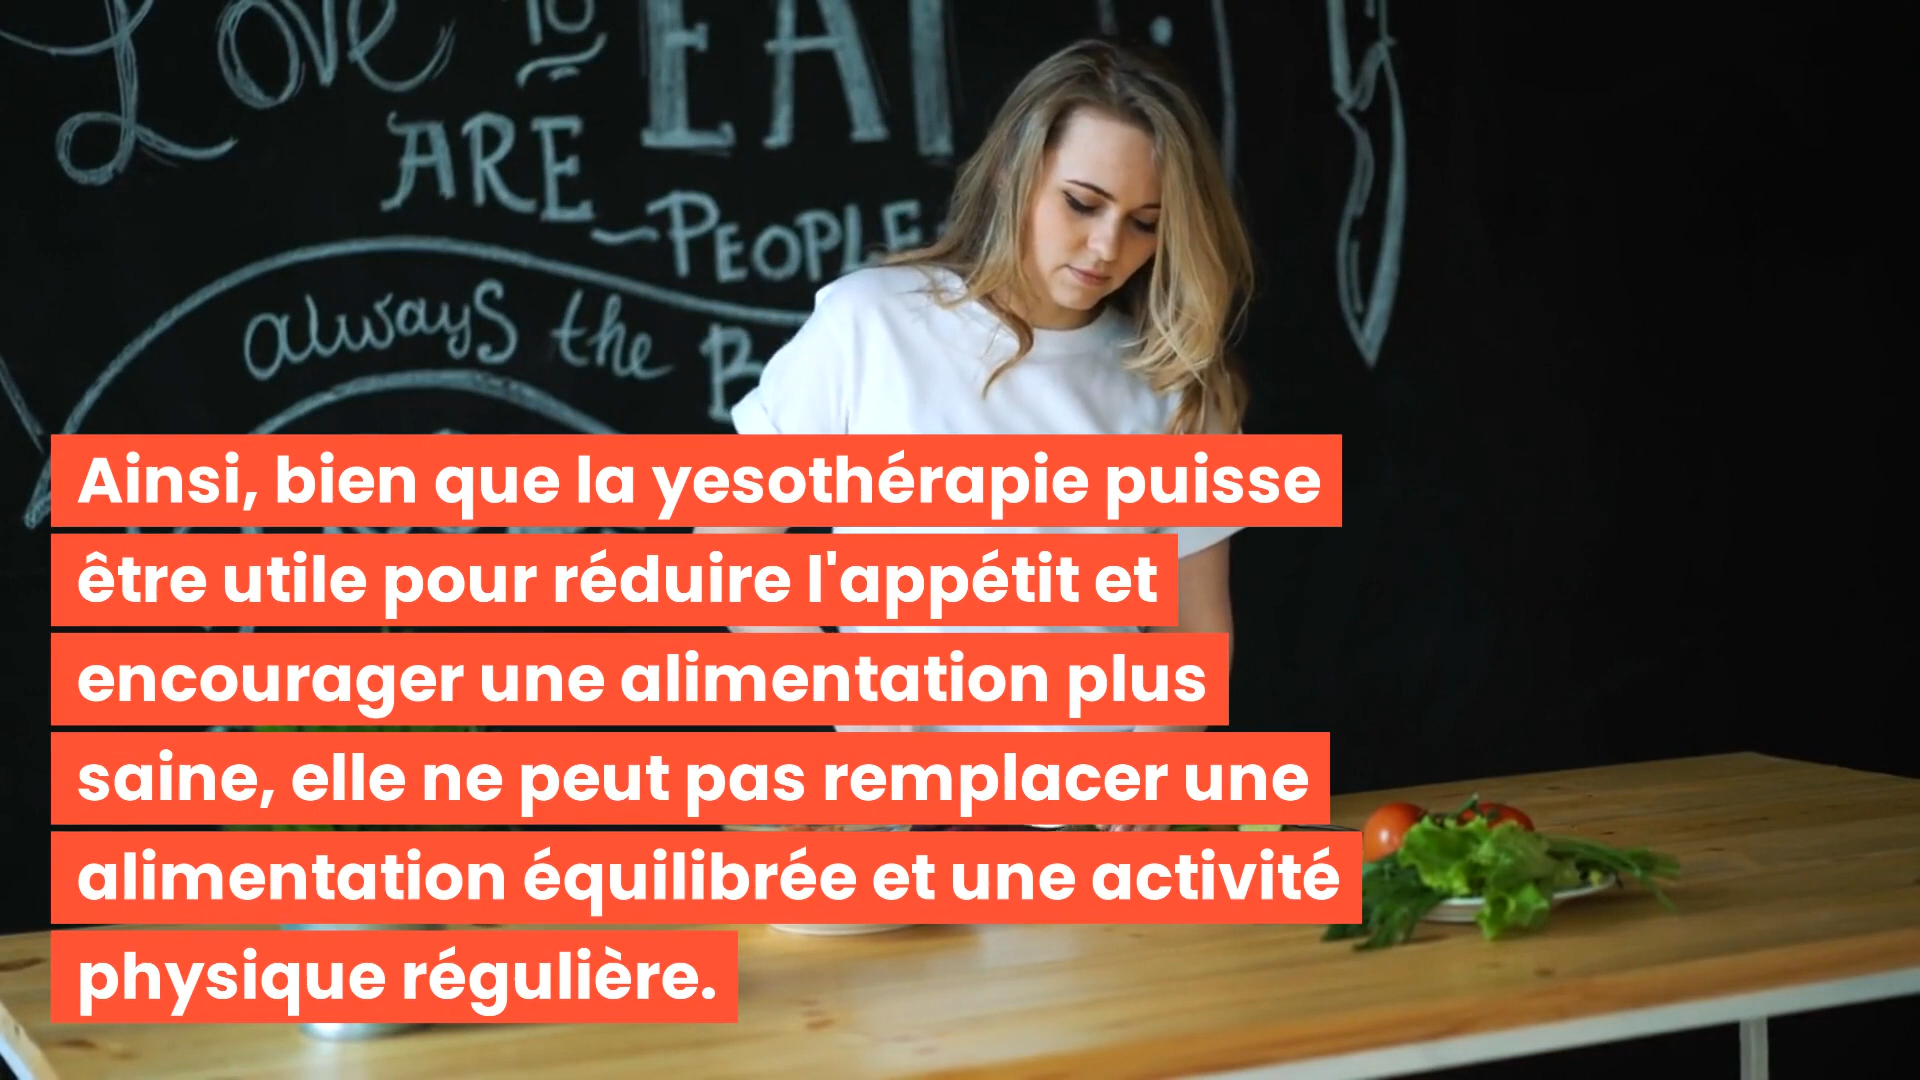 Love to EAT
ARE PEOPLE
always the
Ainsi, bien que la yesothérapie puisse
être utile pour réduire l'appétit et
encourager une alimentation plus
saine, elle ne peut pas remplacer une
alimentation équilibrée et une activité
physique régulière.